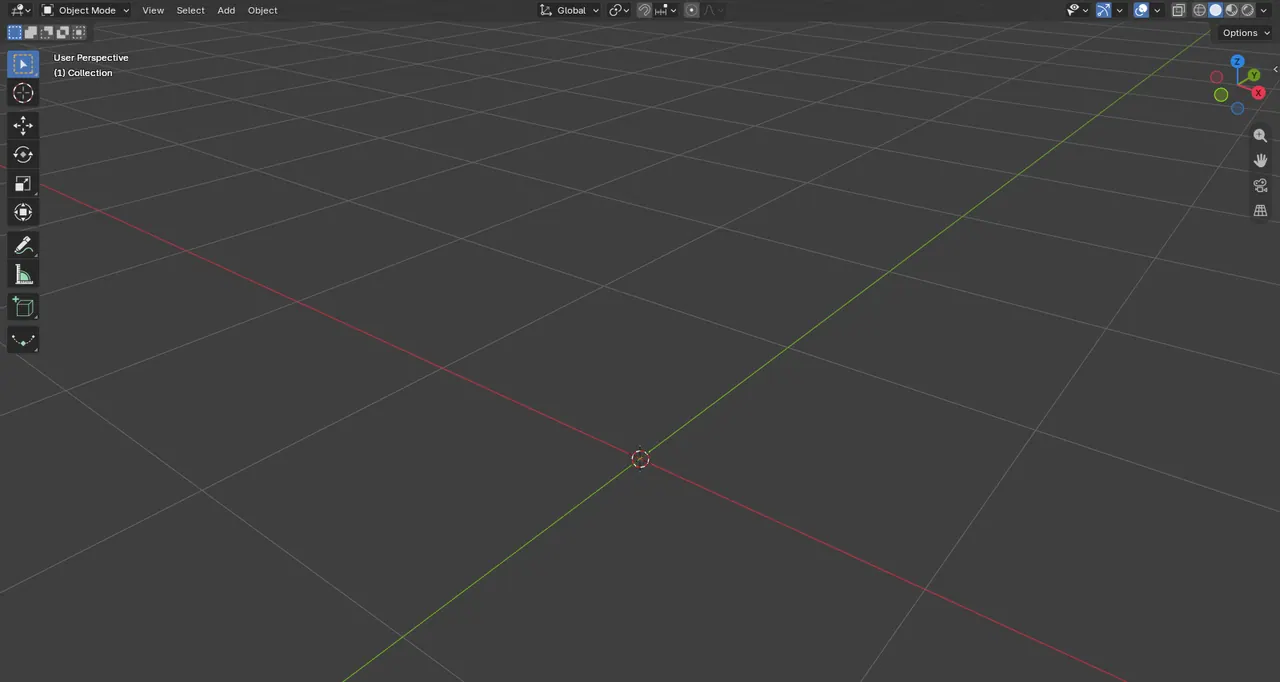 Object Mode View Select Add Object Global
Options
User Perspective
(1) Collection
Z
Y
X